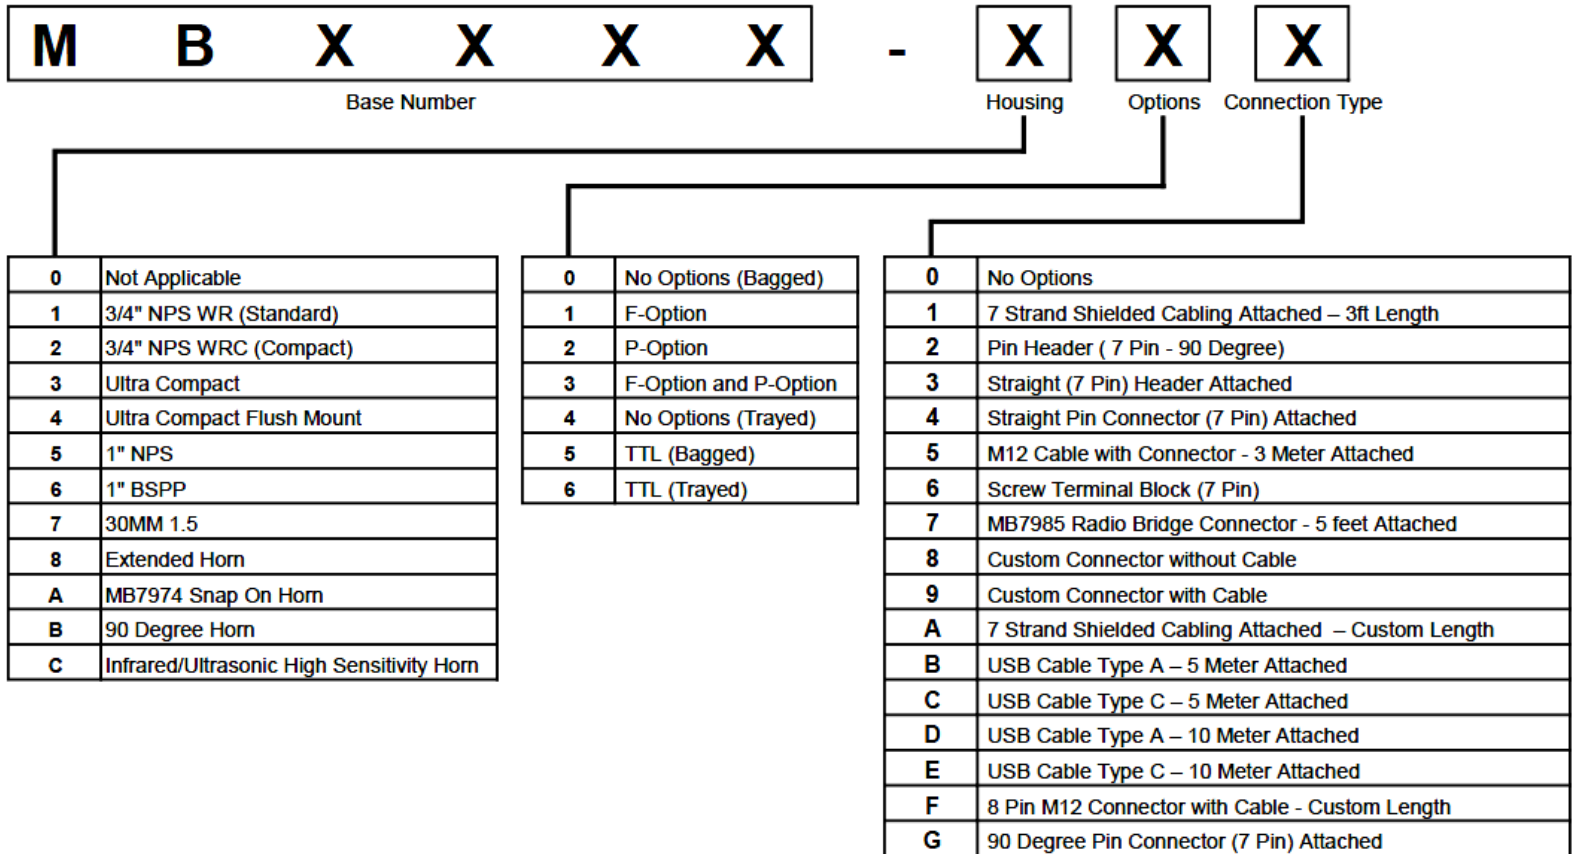 M B X X X X - X X X
Base Number Housing Options Connection Type
0 Not Applicable
1 3/4" NPS WR (Standard)
2 3/4" NPS WRC (Compact)
3 Ultra Compact
4 Ultra Compact Flush Mount
5 1" NPS
6 1" BSPP
7 30MM 1.5
8 Extended Horn
A MB7974 Snap On Horn
B 90 Degree Horn
C Infrared/Ultrasonic High Sensitivity Horn
0 No Options (Bagged)
1 F-Option
2 P-Option
3 F-Option and P-Option
4 No Options (Trayed)
5 TTL (Bagged)
6 TTL (Trayed)
0 No Options
1 7 Strand Shielded Cabling Attached – 3ft Length
2 Pin Header ( 7 Pin - 90 Degree)
3 Straight (7 Pin) Header Attached
4 Straight Pin Connector (7 Pin) Attached
5 M12 Cable with Connector - 3 Meter Attached
6 Screw Terminal Block (7 Pin)
7 MB7985 Radio Bridge Connector - 5 feet Attached
8 Custom Connector without Cable
9 Custom Connector with Cable
A 7 Strand Shielded Cabling Attached – Custom Length
B USB Cable Type A – 5 Meter Attached
C USB Cable Type C – 5 Meter Attached
D USB Cable Type A – 10 Meter Attached
E USB Cable Type C – 10 Meter Attached
F 8 Pin M12 Connector with Cable - Custom Length
G 90 Degree Pin Connector (7 Pin) Attached